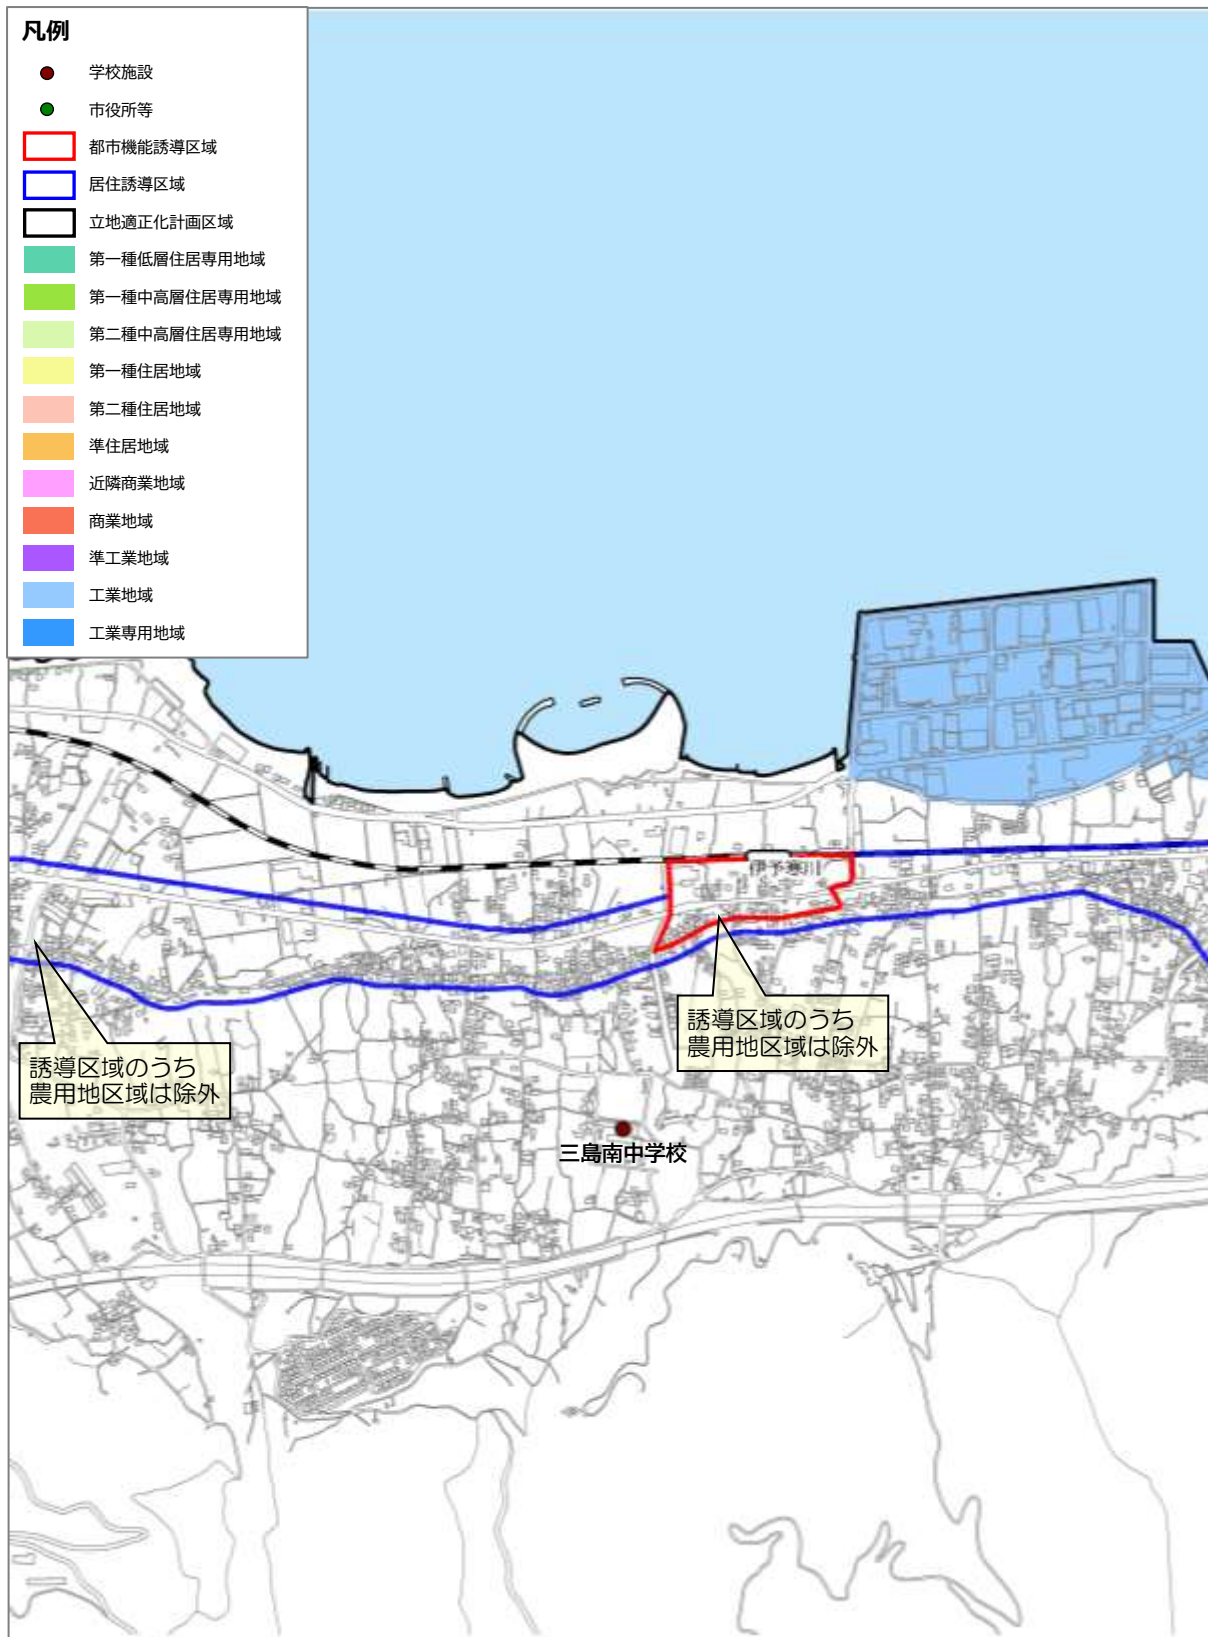 凡例
学校施設
市役所等
都市機能誘導区域
居住誘導区域
立地適正化計画区域
第一種低層住居専用地域
第一種中高層住居専用地域
第二種中高層住居専用地域
第一種住居地域
第二種住居地域
準住居地域
近隣商業地域
商業地域
準工業地域
工業地域
工業専用地域
伊予寒川
誘導区域のうち
農用地区域は除外
誘導区域のうち
農用地区域は除外
三島南中学校